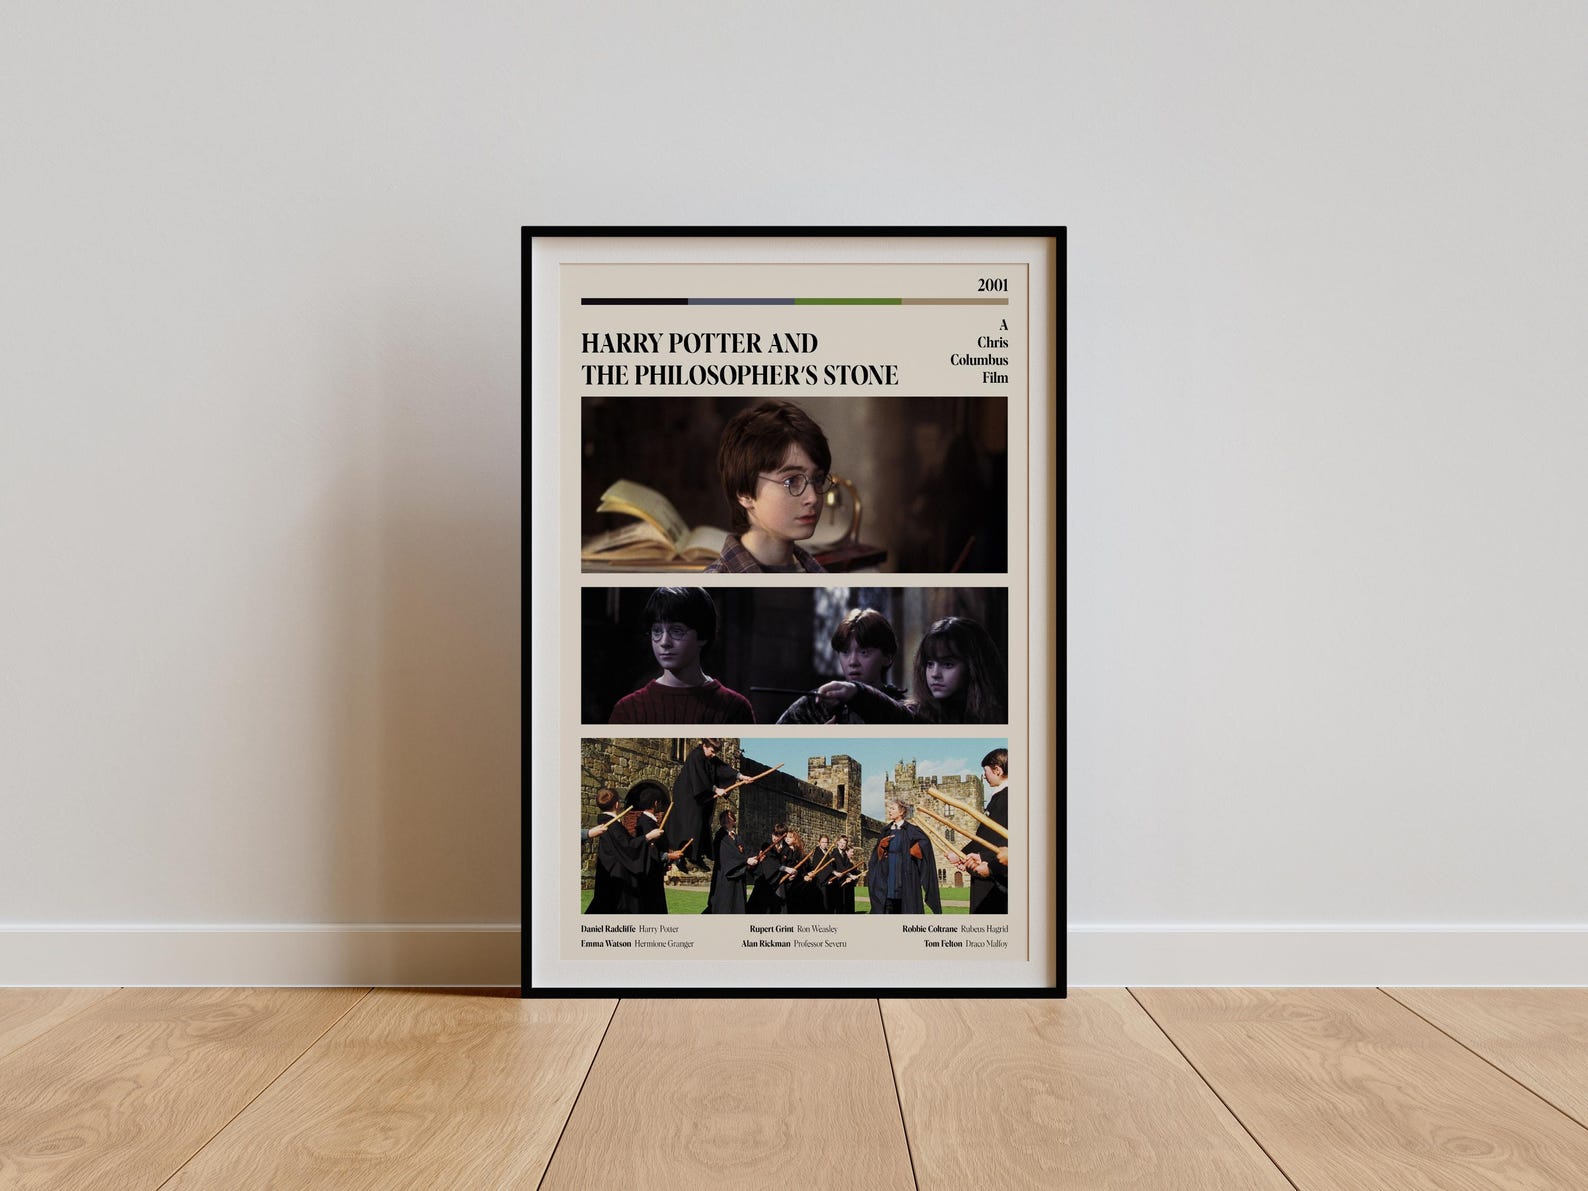 2001
A
Chris
Columbus
Film
HARRY POTTER AND
THE PHILOSOPHER'S STONE
Daniel Radcliffe Harry Potter Rupert Grint Ron Weasley Robbie Coltrane Rubeus Hagrid
Emma Watson Hermione Granger Alan Rickman Professor Severu Tom Felton Draco Malfoy